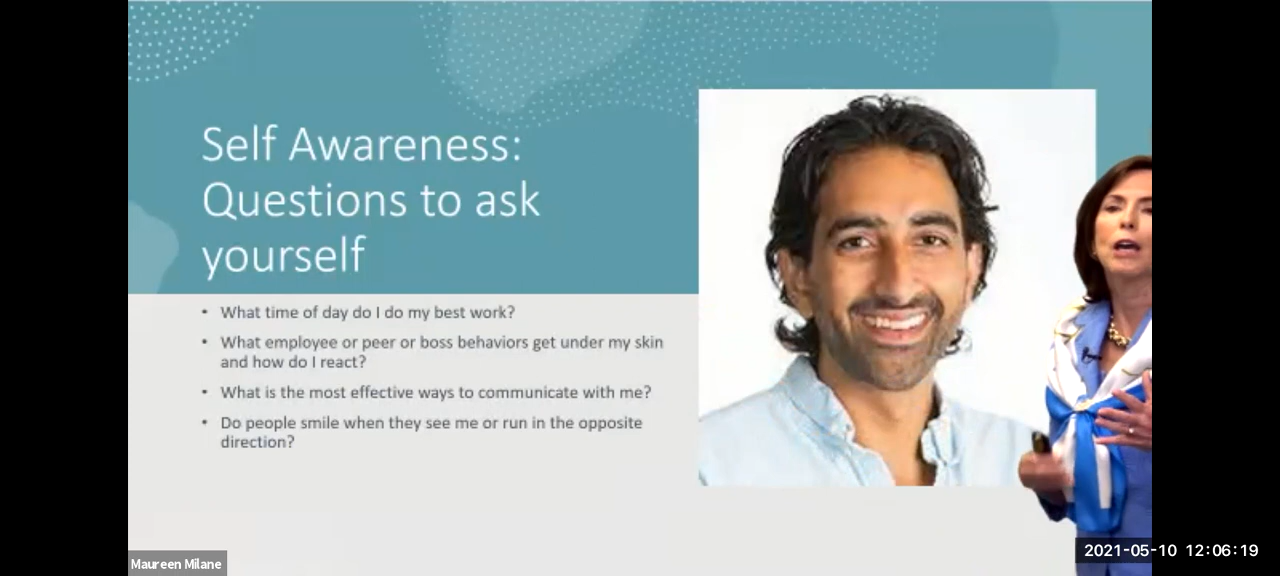 Self Awareness:
Questions to ask
yourself
• What time of day do I do my best work?
• What employee or peer or boss behaviors get under my skin
and how do I react?
• What is the most effective ways to communicate with me?
• Do people smile when they see me or run in the opposite
direction?
Maureen Milane
2021-05-10 12:06:19